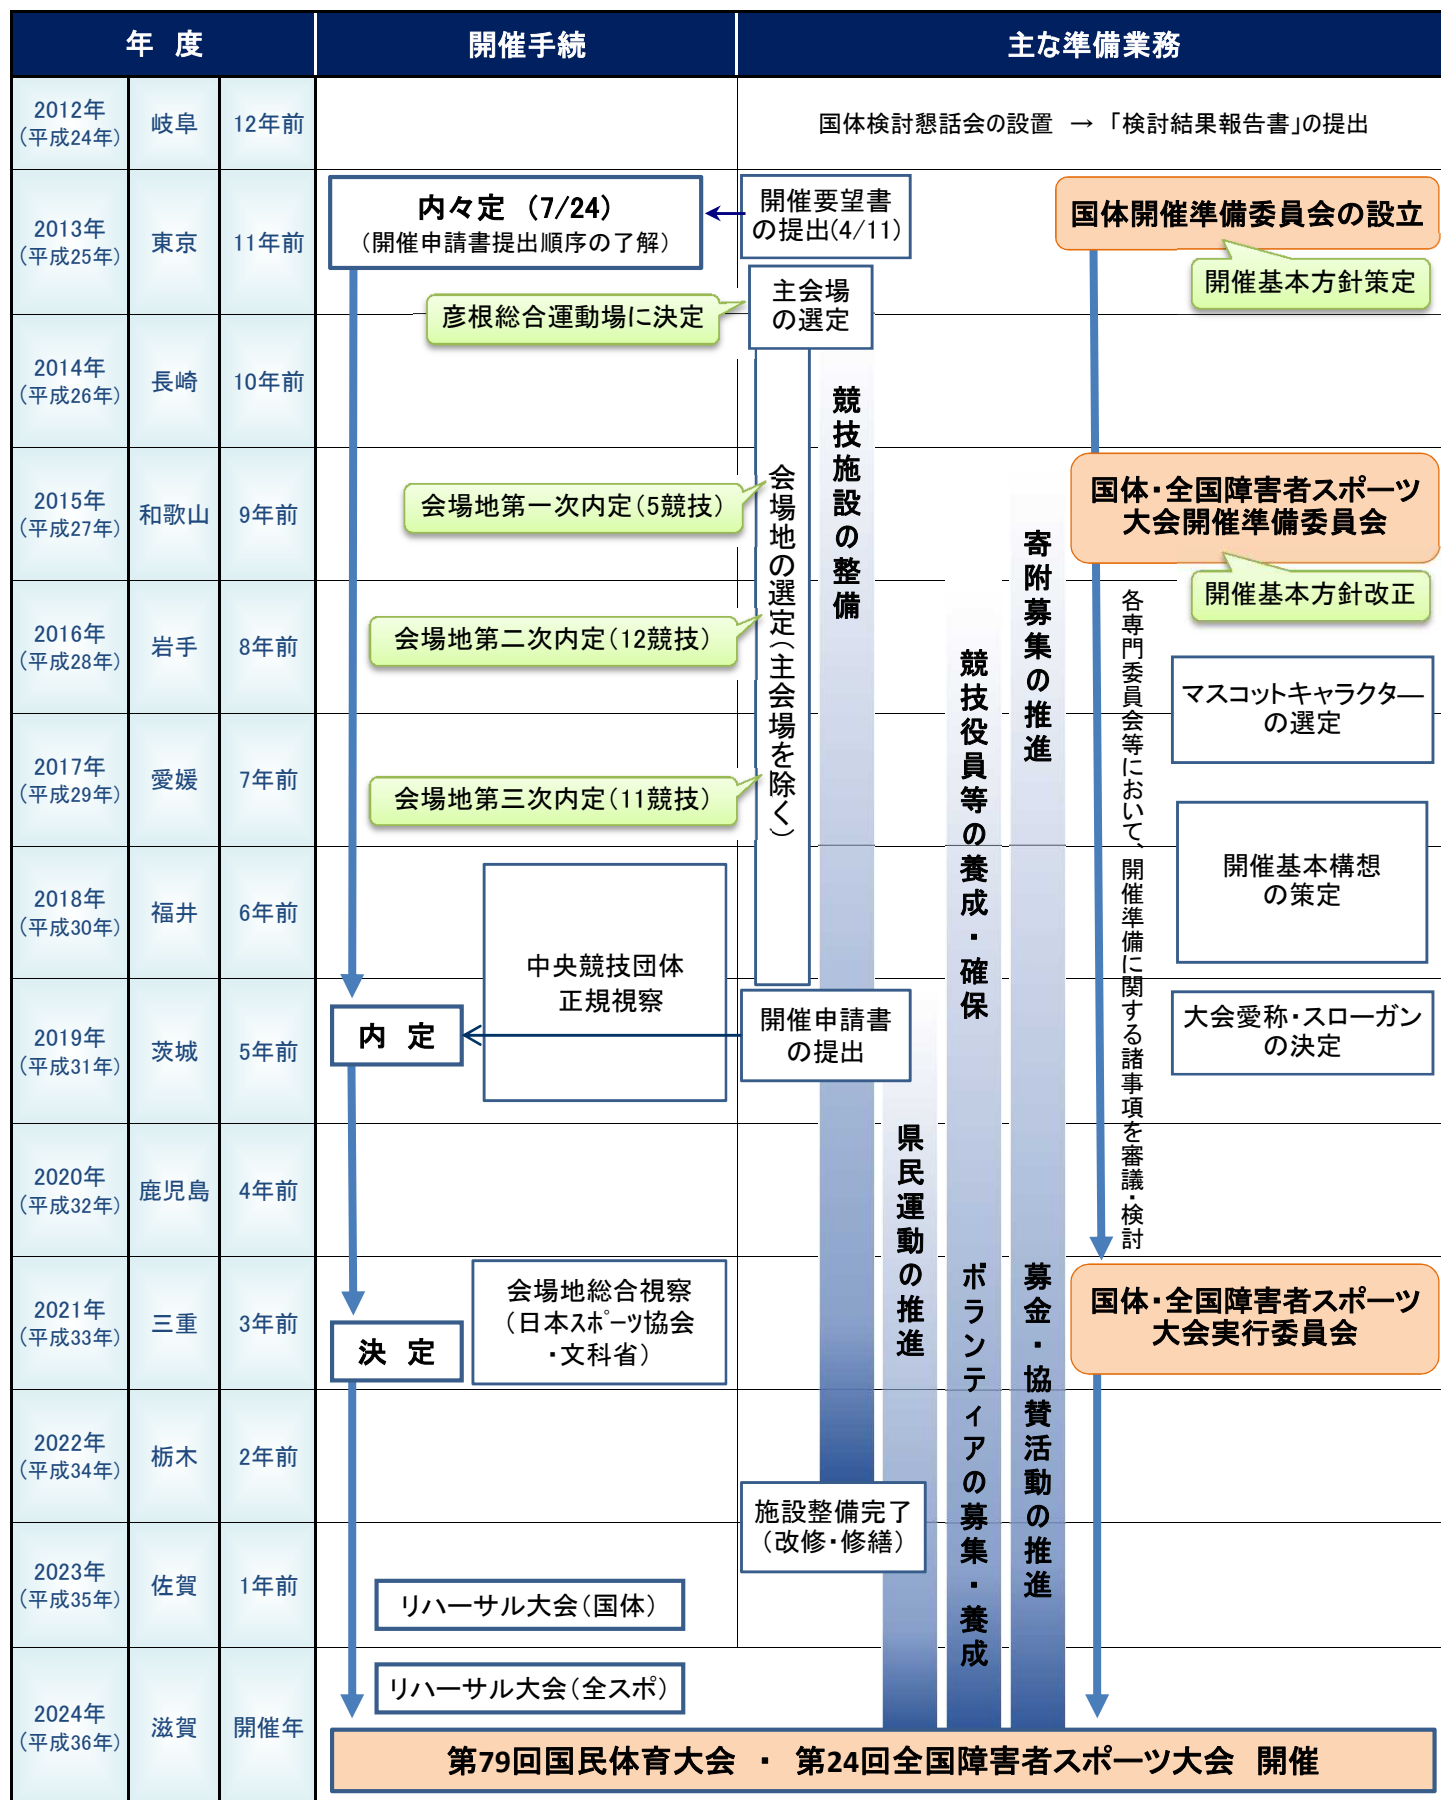 年 度
開催手続
主な準備業務
2012年
(平成24年)
岐阜
12年前
国体検討懇話会の設置 → 「検討結果報告書」の提出
2013年
(平成25年)
東京
11年前
内々定 (7/24)
(開催申請書提出順序の了解)
開催要望書
の提出(4/11)
国体開催準備委員会の設立
開催基本方針策定
主会場
の選定
彦根総合運動場に決定
2014年
(平成26年)
長崎
10年前
競技施設の整備
2015年
(平成27年)
和歌山
9年前
会場地第一次内定(5競技)
会場地の選定(主会場を除く)
国体・全国障害者スポーツ
大会開催準備委員会
開催基本方針改正
寄附募集の推進
各専門委員会等において、開催準備に関する諸事項を審議・検討
2016年
(平成28年)
岩手
8年前
会場地第二次内定(12競技)
競技役員等の養成・確保
マスコットキャラクター
の選定
2017年
(平成29年)
愛媛
7年前
会場地第三次内定(11競技)
開催基本構想
の策定
2018年
(平成30年)
福井
6年前
中央競技団体
正規視察
2019年
(平成31年)
茨城
5年前
内 定
開催申請書
の提出
大会愛称・スローガン
の決定
2020年
(平成32年)
鹿児島
4年前
県民運動の推進
2021年
(平成33年)
三重
3年前
決 定
会場地総合視察
(日本スポーツ協会
・文科省)
ボランティアの募集・養成
募金・協賛活動の推進
国体・全国障害者スポーツ
大会実行委員会
2022年
(平成34年)
栃木
2年前
施設整備完了
(改修・修繕)
2023年
(平成35年)
佐賀
1年前
リハーサル大会(国体)
2024年
(平成36年)
滋賀
開催年
リハーサル大会(全スポ)
第79回国民体育大会 ・ 第24回全国障害者スポーツ大会 開催